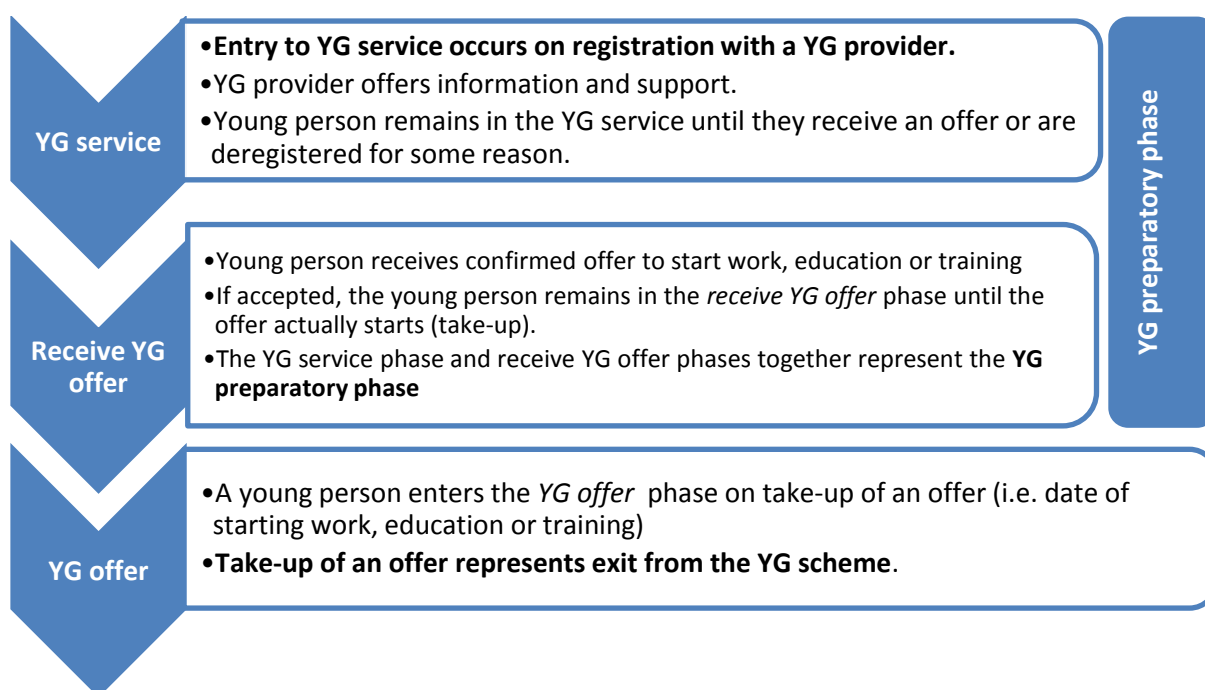 YG service
•Entry to YG service occurs on registration with a YG provider.
•YG provider offers information and support.
•Young person remains in the YG service until they receive an offer or are
deregistered for some reason.
YG preparatory phase
Receive YG
offer
•Young person receives confirmed offer to start work, education or training
•If accepted, the young person remains in the receive YG offer phase until the
offer actually starts (take-up).
•The YG service phase and receive YG offer phases together represent the YG
preparatory phase
YG offer
•A young person enters the YG offer phase on take-up of an offer (i.e. date of
starting work, education or training)
•Take-up of an offer represents exit from the YG scheme.